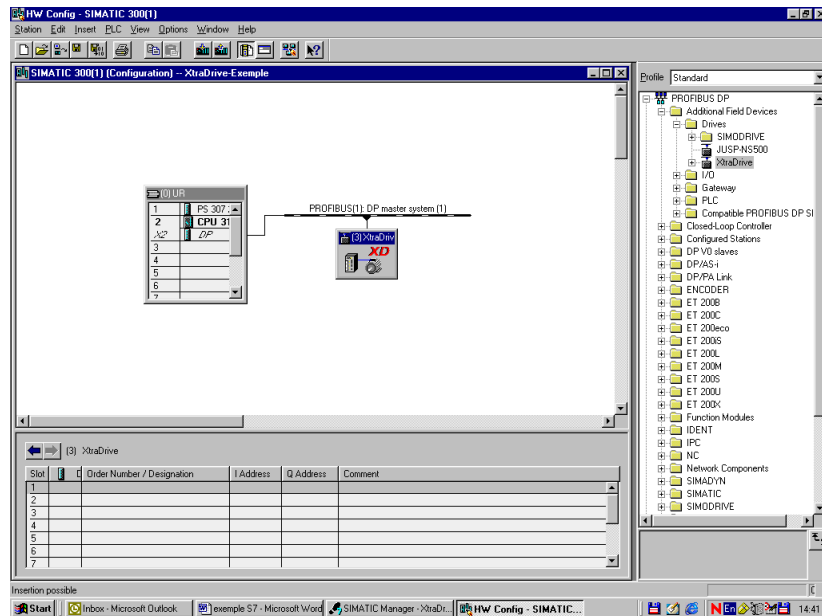 HW Config - SIMATIC 300(1)
Station Edit Insert PLC View Options Window Help
SIMATIC 300(1) (Configuration) -- XtraDrive-Exemple
(0) UR
1 PS 307
2 CPU 31
X2 DP
3
4
5
6
7
PROFIBUS(1): DP master system (1)
(3) XtraDriv
XD
Profile Standard
PROFIBUS DP
Additional Field Devices
Drives
SIMODRIVE
JUSP-NS500
XtraDrive
I/O
Gateway
PLC
Compatible PROFIBUS DP Sl
Closed-Loop Controller
Configured Stations
DP V0 slaves
DP/AS-i
DP/PA Link
ENCODER
ET 200B
ET 200C
ET 200eco
ET 200iS
ET 200L
ET 200M
ET 200S
ET 200U
ET 200X
Function Modules
IDENT
IPC
NC
Network Components
SIMADYN
SIMATIC
SIMODRIVE
(3) XtraDrive
Slot D Order Number / Designation I Address Q Address Comment
1
2
3
4
5
6
7
Insertion possible
Start Inbox - Microsoft Outlook exemple S7 - Microsoft Word SIMATIC Manager - XtraDr... HW Config - SIMATIC... N En 14:41